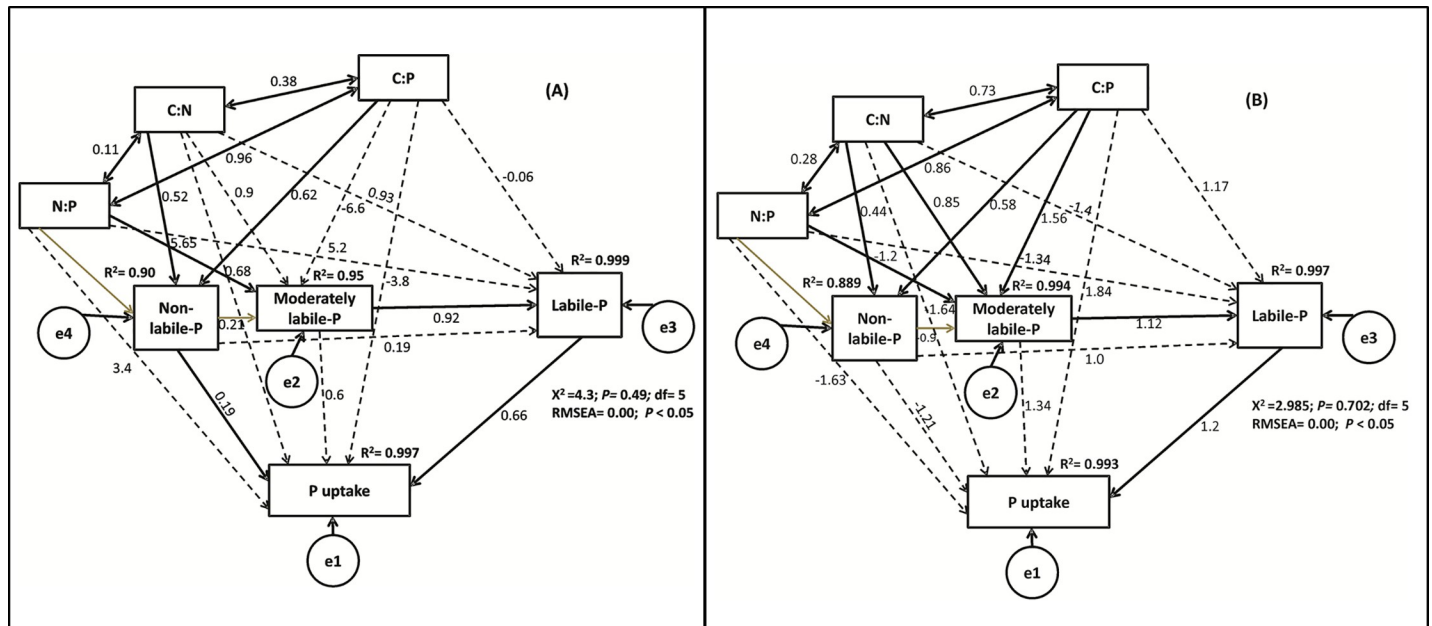 (A)
C:P
C:N
N:P
0.38
0.11
0.96
0.52
0.9
0.62
0.93
-0.06
-6.6
5.65
0.68
5.2
-3.8
R²= 0.90
R²= 0.95
R²= 0.999
Non-
labile-P
Moderately
labile-P
Labile-P
0.21
0.92
0.19
e4
e2
e3
3.4
0.19
0.6
0.66
X² =4.3; P= 0.49; df= 5
RMSEA= 0.00; P < 0.05
R²= 0.997
P uptake
e1
(B)
C:P
C:N
N:P
0.73
0.28
0.86
0.44
0.85
0.58
1.56
-1.4
1.17
-1.2
-1.34
1.84
R²= 0.889
R²= 0.994
R²= 0.997
Non-
labile-P
Moderately
labile-P
Labile-P
1.64
-0.9
1.12
1.0
e4
e2
e3
-1.63
-1.21
1.34
1.2
X² =2.985; P= 0.702; df= 5
RMSEA= 0.00; P < 0.05
R²= 0.993
P uptake
e1